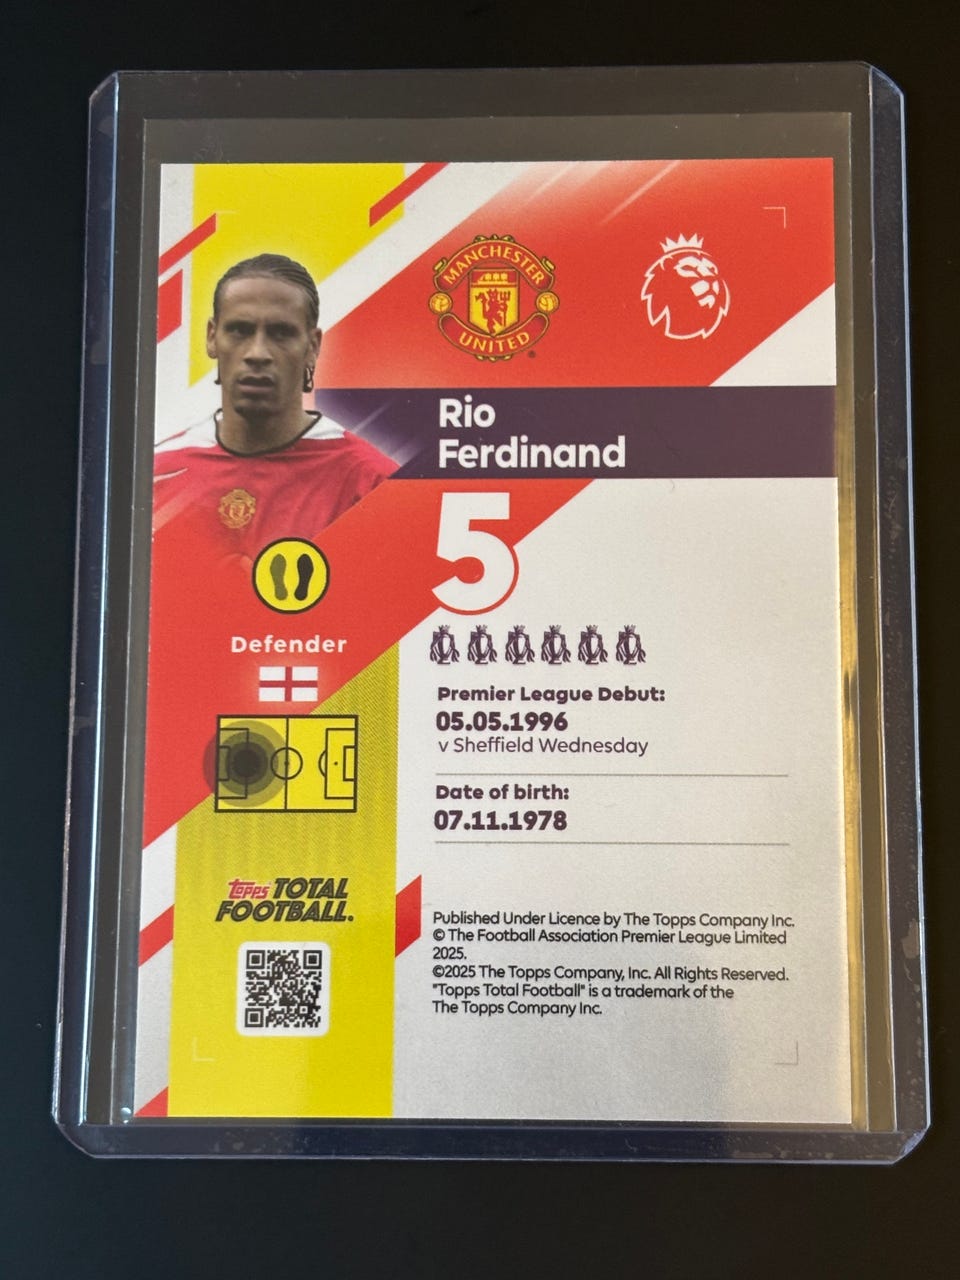 MANCHESTER
UNITED
Rio
Ferdinand
5
Defender
Premier League Debut:
05.05.1996
v Sheffield Wednesday
Date of birth:
07.11.1978
topps TOTAL
FOOTBALL.
Published Under Licence by The Topps Company Inc.
© The Football Association Premier League Limited
2025.
©2025 The Topps Company, Inc. All Rights Reserved.
"Topps Total Football" is a trademark of the
The Topps Company Inc.